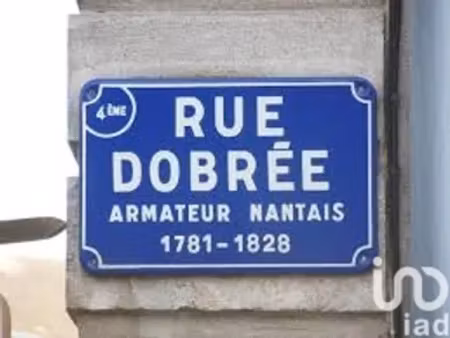 4ÈME
RUE
DOBRÉE
ARMATEUR NANTAIS
1781-1828
iad